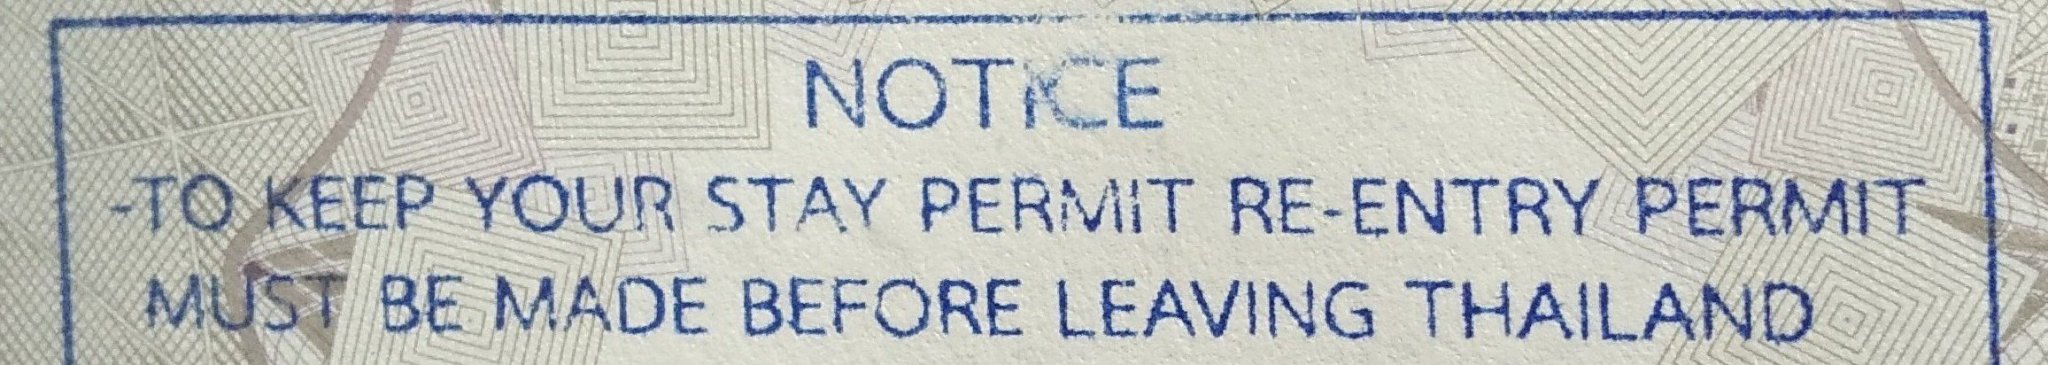 NOTICE
-TO KEEP YOUR STAY PERMIT RE-ENTRY PERMIT
MUST BE MADE BEFORE LEAVING THAILAND